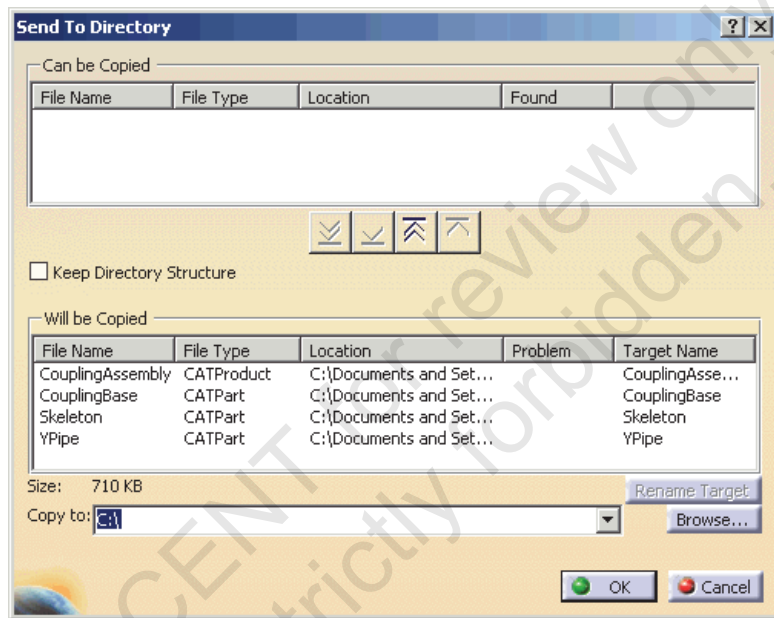 Send To Directory
Can be Copied
File Name File Type Location Found
Keep Directory Structure
Will be Copied
File Name File Type Location Problem Target Name
CouplingAssembly CATProduct C:\Documents and Set... CouplingAsse...
CouplingBase CATPart C:\Documents and Set... CouplingBase
Skeleton CATPart C:\Documents and Set... Skeleton
YPipe CATPart C:\Documents and Set... YPipe
Size: 710 KB
Rename Target
Copy to: C:\
Browse...
OK Cancel
CENT for review only
strictly forbidden